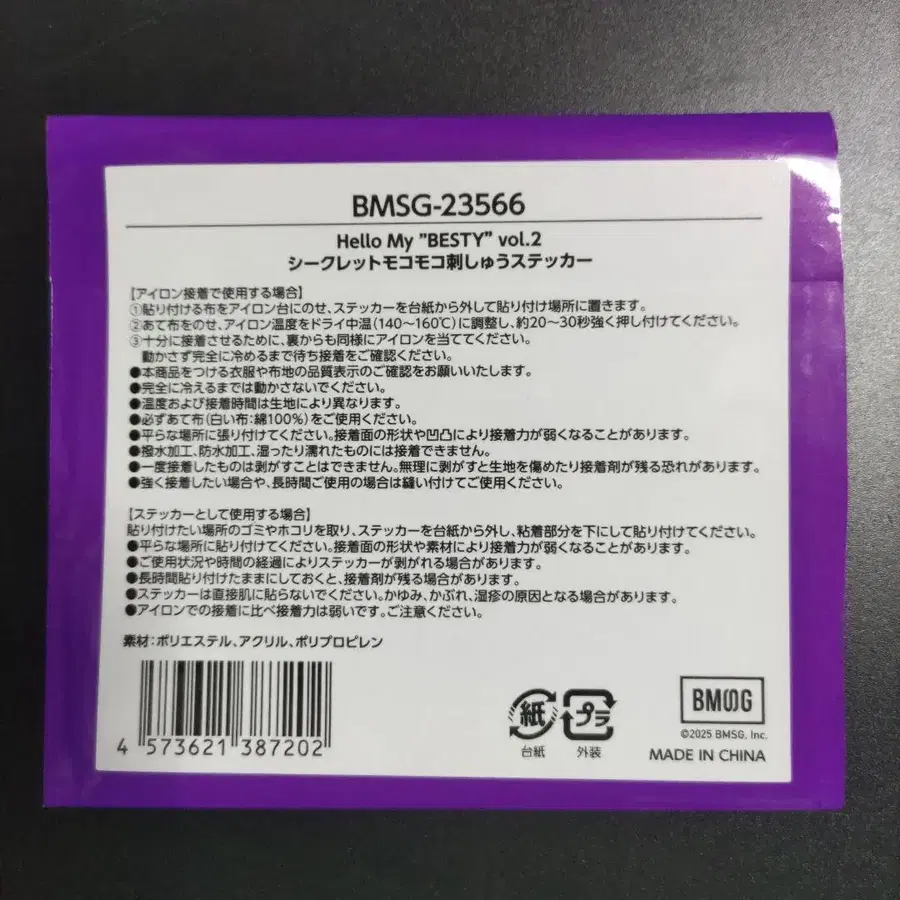 BMSG-23566
Hello My "BESTY" vol.2
シークレットモコモコ刺しゅうステッカー
【アイロン接着で使用する場合】
①貼り付ける布をアイロン台にのせ、ステッカーを台紙から外して貼り付け場所に置きます。
②あて布をのせ、アイロン温度をドライ中温(140〜160℃)に調整し、約20〜30秒強く押し付けてください。
③十分に接着させるために、裏からも同様にアイロンを当ててください。
動かさず完全に冷めるまで待ち接着をご確認ください。
●本商品をつける衣服や布地の品質表示のご確認をお願いいたします。
●完全に冷えるまでは動かさないでください。
●温度および接着時間は生地により異なります。
●必ずあて布(白い布:綿100%)をご使用ください。
●平らな場所に張り付けてください。接着面の形状や凹凸により接着力が弱くなることがあります。
●撥水加工、防水加工、湿ったり濡れたものには接着できません。
●一度接着したものは剥がすことはできません。無理に剥がすと生地を傷めたり接着剤が残る恐れがあります。
●強く接着したい場合や、長時間ご使用の場合は縫い付けてご使用ください。
【ステッカーとして使用する場合】
貼り付けたい場所のゴミやホコリを取り、ステッカーを台紙から外し、粘着部分を下にして貼り付けてください。
●平らな場所に貼り付けてください。接着面の形状や素材により接着力が弱くなることがあります。
●ご使用状況や時間の経過によりステッカーが剥がれる場合があります。
●長時間貼り付けたままにしておくと、接着剤が残る場合があります。
●ステッカーは直接肌に貼らないでください。かゆみ、かぶれ、湿疹の原因となる場合があります。
●アイロンでの接着に比べ接着力は弱いです。ご注意ください。
素材:ポリエステル、アクリル、ポリプロピレン
4 573621 387202
紙
台紙
プラ
外装
BMSG
©2025 BMSG, Inc.
MADE IN CHINA